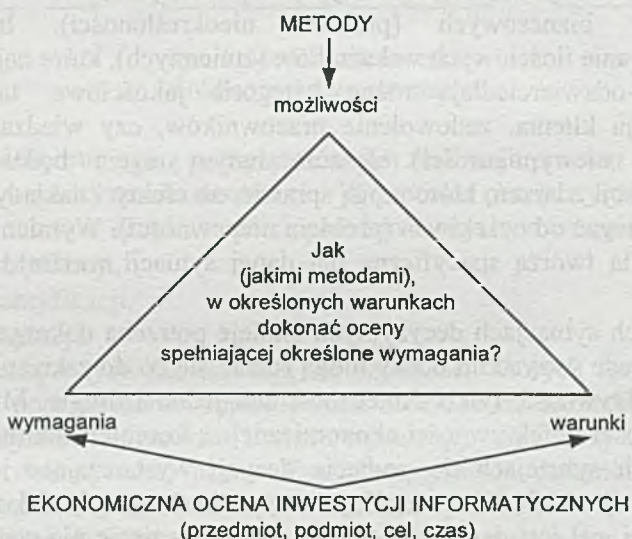 METODY
możliwości
Jak
(jakimi metodami),
w określonych warunkach
dokonać oceny
spełniającej określone wymagania?
wymagania
warunki
EKONOMICZNA OCENA INWESTYCJI INFORMATYCZNYCH
(przedmiot, podmiot, cel, czas)